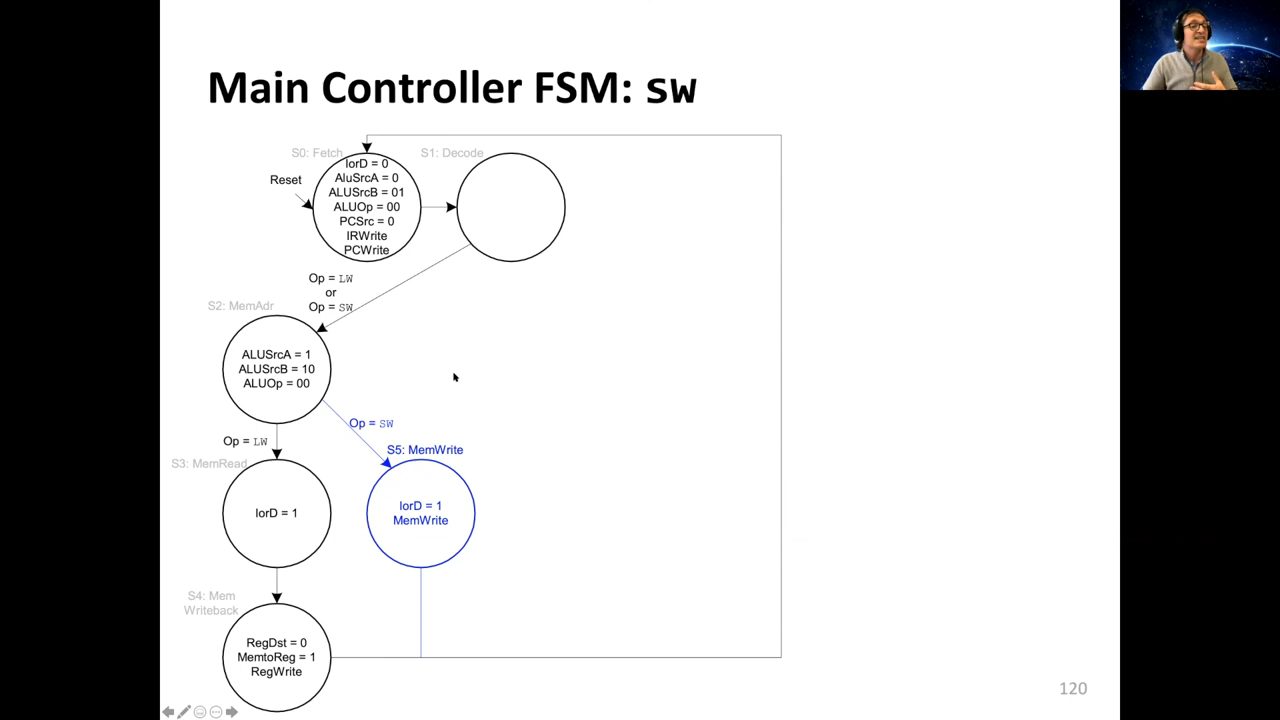 Main Controller FSM: sw
S0: Fetch
S1: Decode
Reset
IorD = 0
AluSrcA = 0
ALUSrcB = 01
ALUOp = 00
PCSrc = 0
IRWrite
PCWrite
Op = LW
or
Op = SW
S2: MemAdr
ALUSrcA = 1
ALUSrcB = 10
ALUOp = 00
Op = SW
Op = LW
S5: MemWrite
S3: MemRead
IorD = 1
IorD = 1
MemWrite
S4: Mem
Writeback
RegDst = 0
MemtoReg = 1
RegWrite
120